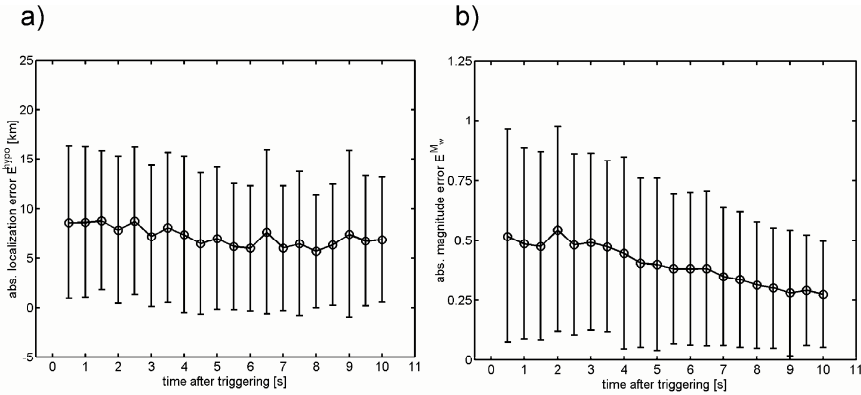 a)
25
20
15
10
5
0
-5
abs. localization error E^hypo [km]
0 1 2 3 4 5 6 7 8 9 10 11
time after triggering [s]
b)
1.25
1
0.75
0.5
0.25
0
abs. magnitude error E^M_w
0 1 2 3 4 5 6 7 8 9 10 11
time after triggering [s]